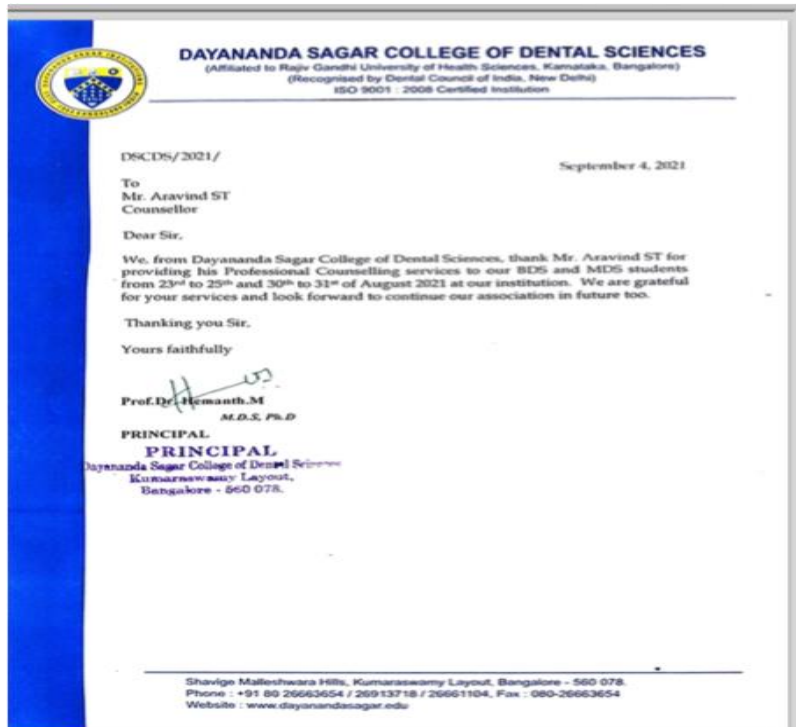 DAYANANDA SAGAR COLLEGE OF DENTAL SCIENCES
(Affiliated to Rajiv Gandhi University of Health Sciences, Karnataka, Bangalore)
(Recognised by Dental Council of India, New Delhi)
ISO 9001 : 2008 Certified Institution
DSCDS/2021/
September 4, 2021
To
Mr. Aravind ST
Counsellor
Dear Sir,
We, from Dayananda Sagar College of Dental Sciences, thank Mr. Aravind ST for
providing his Professional Counselling services to our BDS and MDS students
from 23rd to 25th and 30th to 31st of August 2021 at our institution. We are grateful
for your services and look forward to continue our association in future too.
Thanking you Sir,
Yours faithfully
Prof.Dr.Hemanth.M
M.D.S, Ph.D
PRINCIPAL
PRINCIPAL
Dayananda Sagar College of Dental Sciences
Kumaraswamy Layout,
Bangalore - 560 078.
Shavige Malleshwara Hills, Kumaraswamy Layout, Bangalore - 560 078.
Phone : +91 80 26663654 / 26913718 / 26661104, Fax : 080-26663654
Website : www.dayanandasagar.edu